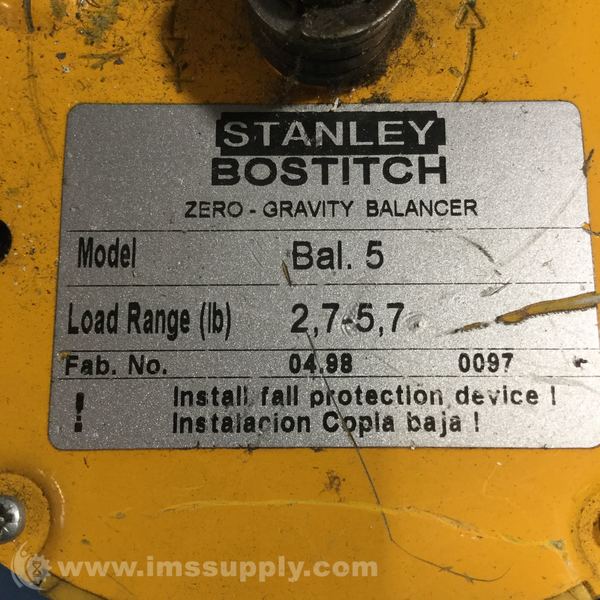 STANLEY
BOSTITCH
ZERO - GRAVITY BALANCER
Model Bal. 5
Load Range (lb) 2,7-5,7
Fab. No. 04.98 0097
! Install fall protection device !
Instalacion Copla baja !
www.imssupply.com